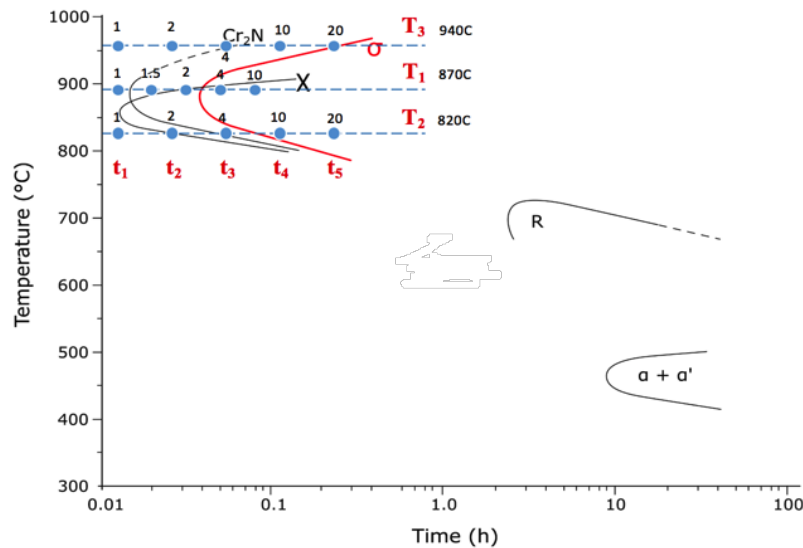 1000
1 2 Cr₂N 10 20 T₃ 940C
4 σ
900
1 1.5 2 4 10 X T₁ 870C
1 2 4 10 20 T₂ 820C
800
t₁ t₂ t₃ t₄ t₅
700
R
600
500
a + a'
400
300
0.01 0.1 1.0 10 100
Time (h)
Temperature (°C)